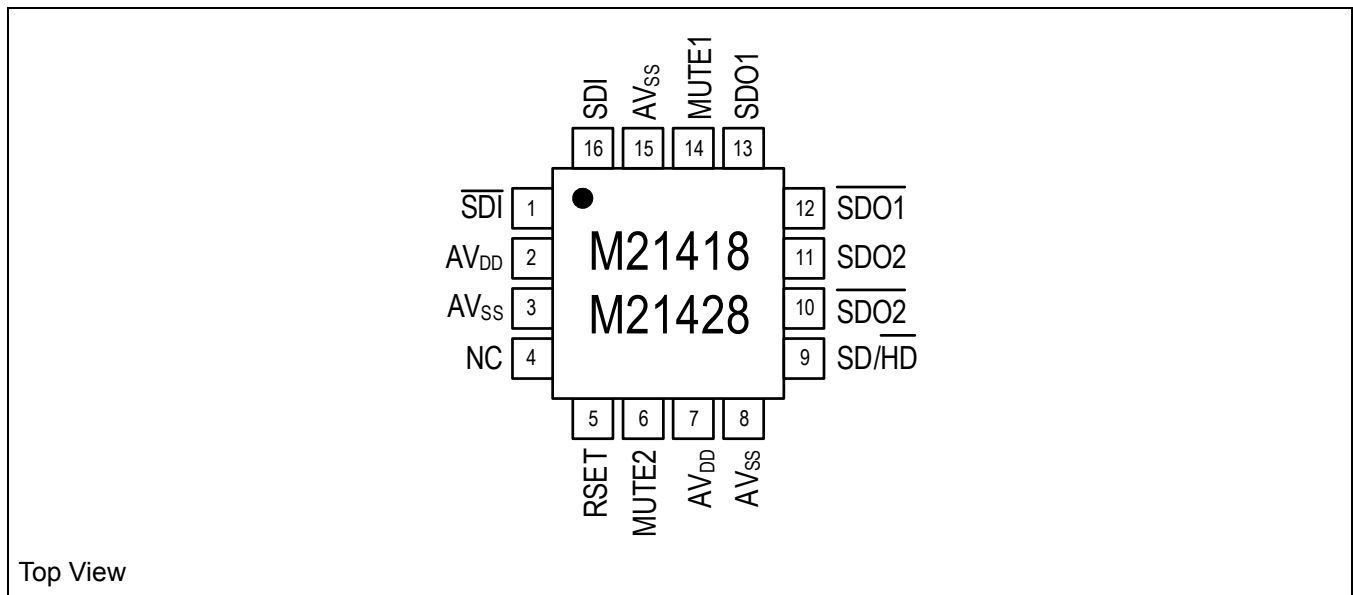 SDI
AVSS
MUTE1
SDO1
16 15 14 13
SDI 1
AVDD 2
AVSS 3
NC 4
M21418
M21428
12 SDO1
11 SDO2
10 SDO2
9 SD/HD
5 6 7 8
RSET
MUTE2
AVDD
AVSS
Top View